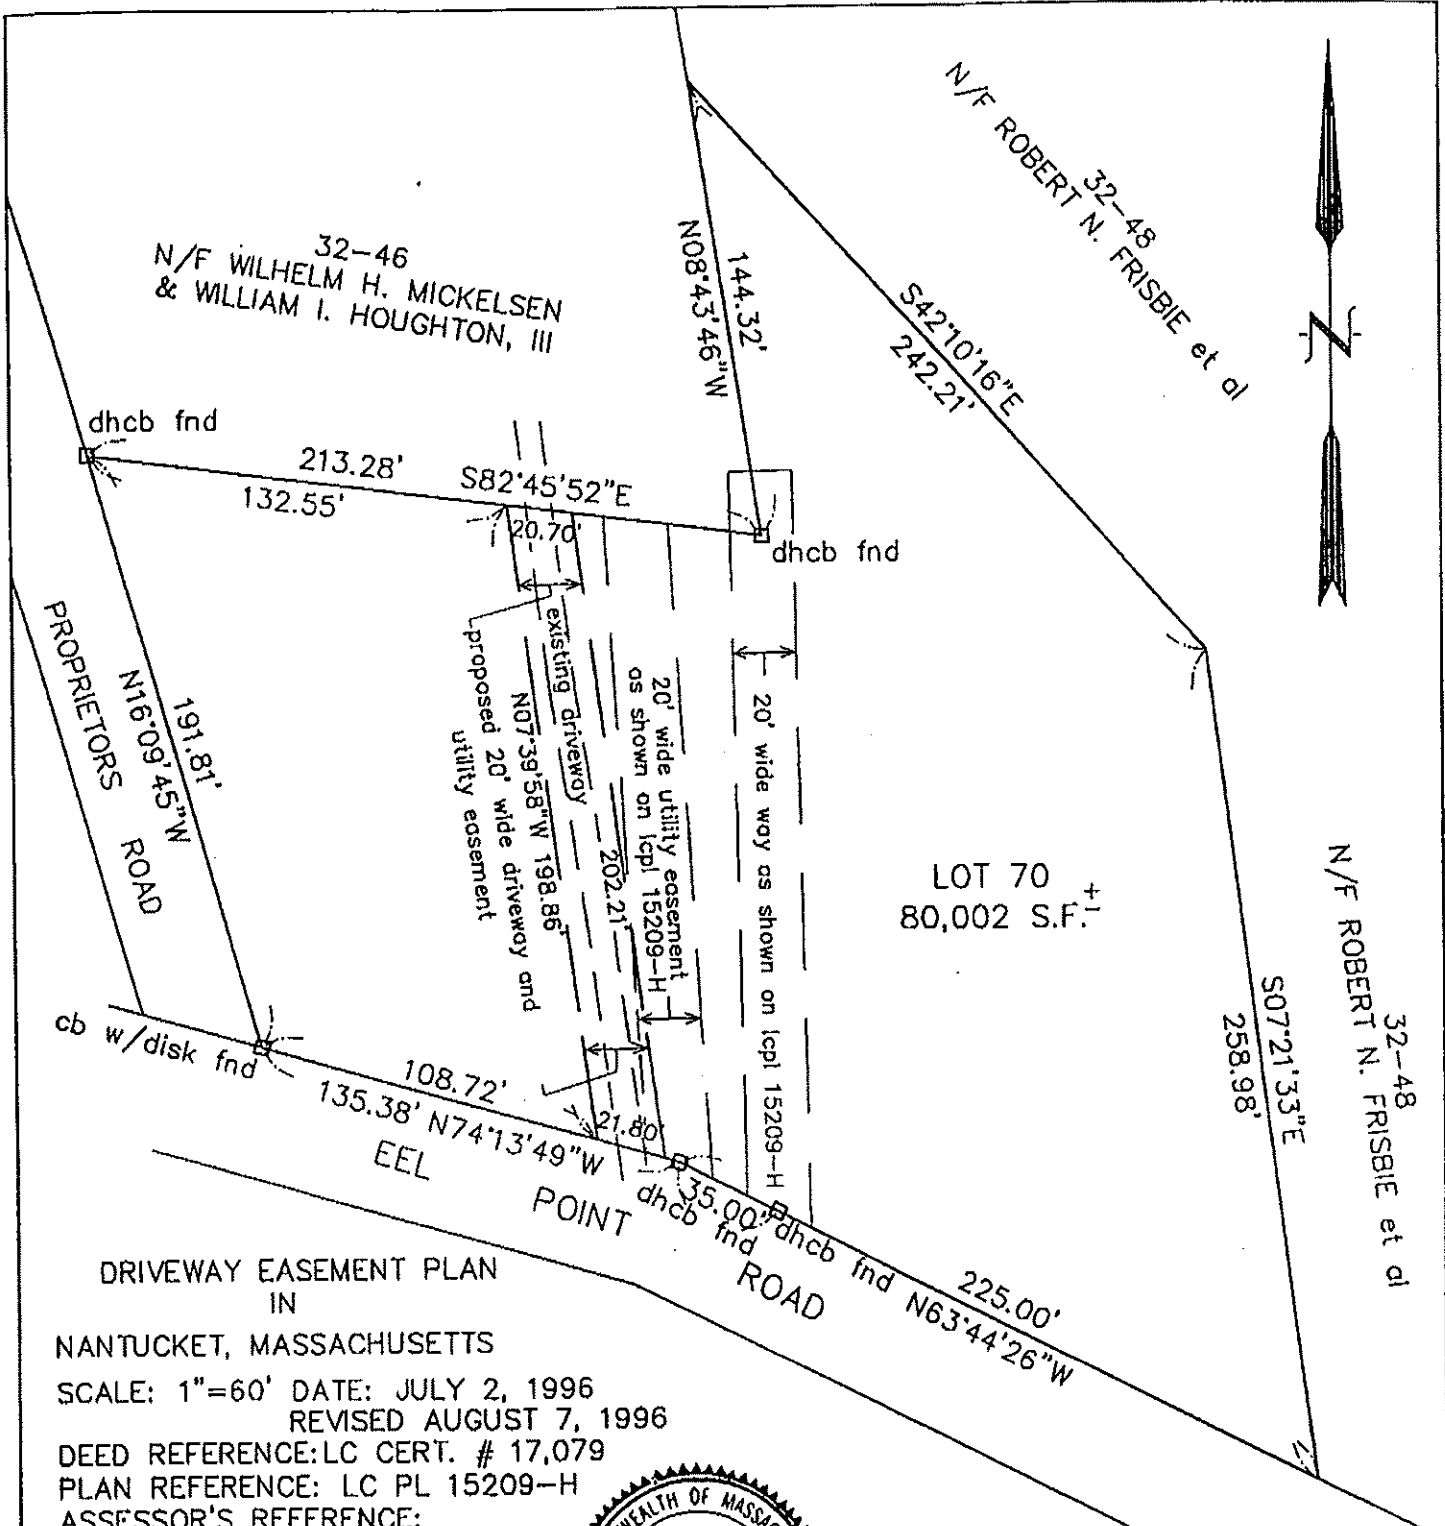 32-46
N/F WILHELM H. MICKELSEN
& WILLIAM I. HOUGHTON, III
N/F ROBERT N. FRISBIE et al
32-48
N08°43'46"W
144.32'
S42°10'16"E
242.21'
dhcb fnd
213.28'
S82°45'52"E
132.55'
20.70'
dhcb fnd
PROPRIETORS ROAD
N16°09'45"W
191.81'
existing driveway
proposed 20' wide driveway and
utility easement
N07°39'58"W 198.86'
202.21'
20' wide utility easement
as shown on lcpl 15209-H
20' wide way as shown on lcpl 15209-H
LOT 70
80,002 S.F.±
S07°21'33"E
258.98'
N/F ROBERT N. FRISBIE et al
32-48
cb w/disk fnd
108.72'
135.38' N74°13'49"W
21.80'
dhcb fnd
35.00'
dhcb fnd
225.00'
N63°44'26"W
EEL POINT ROAD
N
DRIVEWAY EASEMENT PLAN
IN
NANTUCKET, MASSACHUSETTS
SCALE: 1"=60' DATE: JULY 2, 1996
REVISED AUGUST 7, 1996
DEED REFERENCE: LC CERT. # 17,079
PLAN REFERENCE: LC PL 15209-H
ASSESSOR'S REFERENCE:
WEALTH OF MASSAC